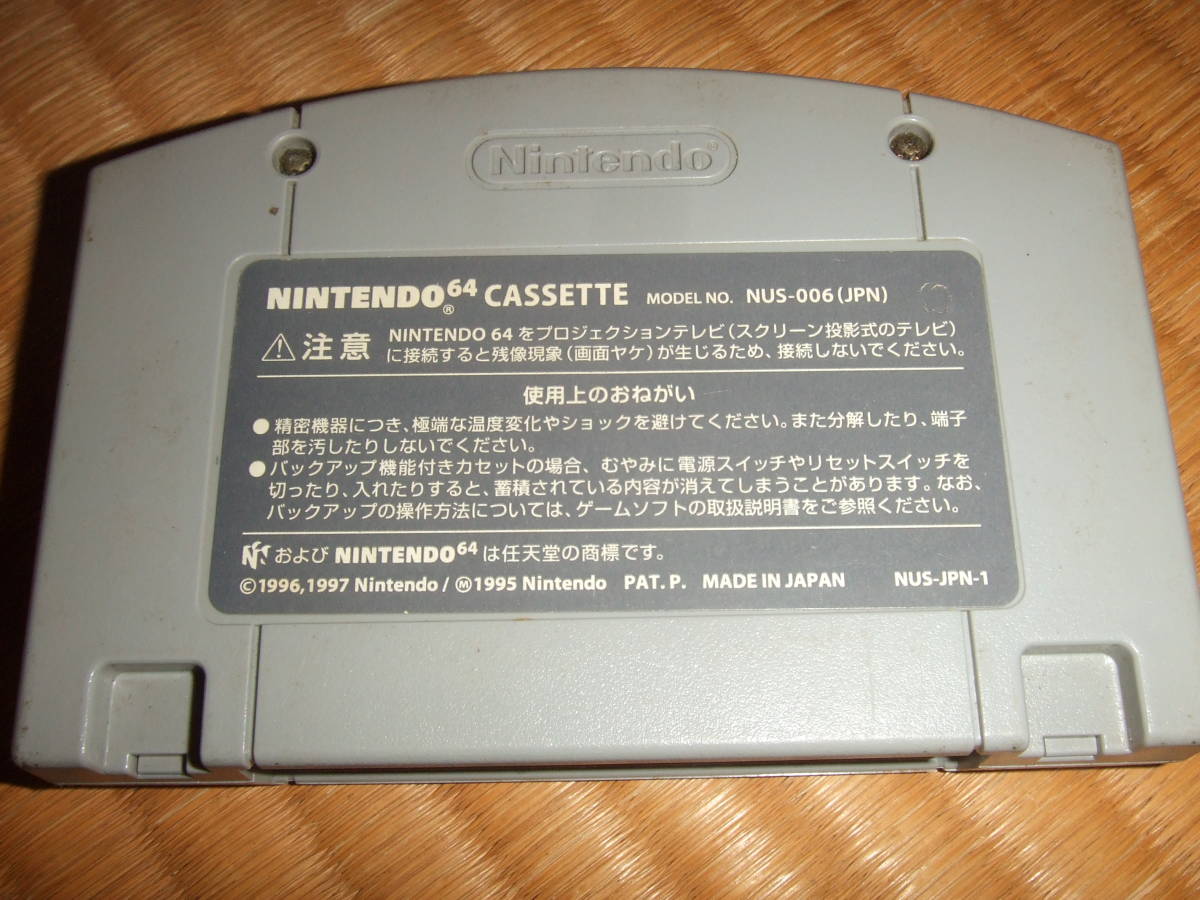 Nintendo®
NINTENDO®64 CASSETTE MODEL NO. NUS-006(JPN)
注意 NINTENDO 64をプロジェクションテレビ(スクリーン投影式のテレビ)
に接続すると残像現象(画面ヤケ)が生じるため、接続しないでください。
使用上のおねがい
●精密機器につき、極端な温度変化やショックを避けてください。また分解したり、端子
部を汚したりしないでください。
●バックアップ機能付きカセットの場合、むやみに電源スイッチやリセットスイッチを
切ったり、入れたりすると、蓄積されている内容が消えてしまうことがあります。なお、
バックアップの操作方法については、ゲームソフトの取扱説明書をご参照ください。
および NINTENDO64 は任天堂の商標です。
©1996,1997 Nintendo / Ⓜ1995 Nintendo PAT. P. MADE IN JAPAN NUS-JPN-1